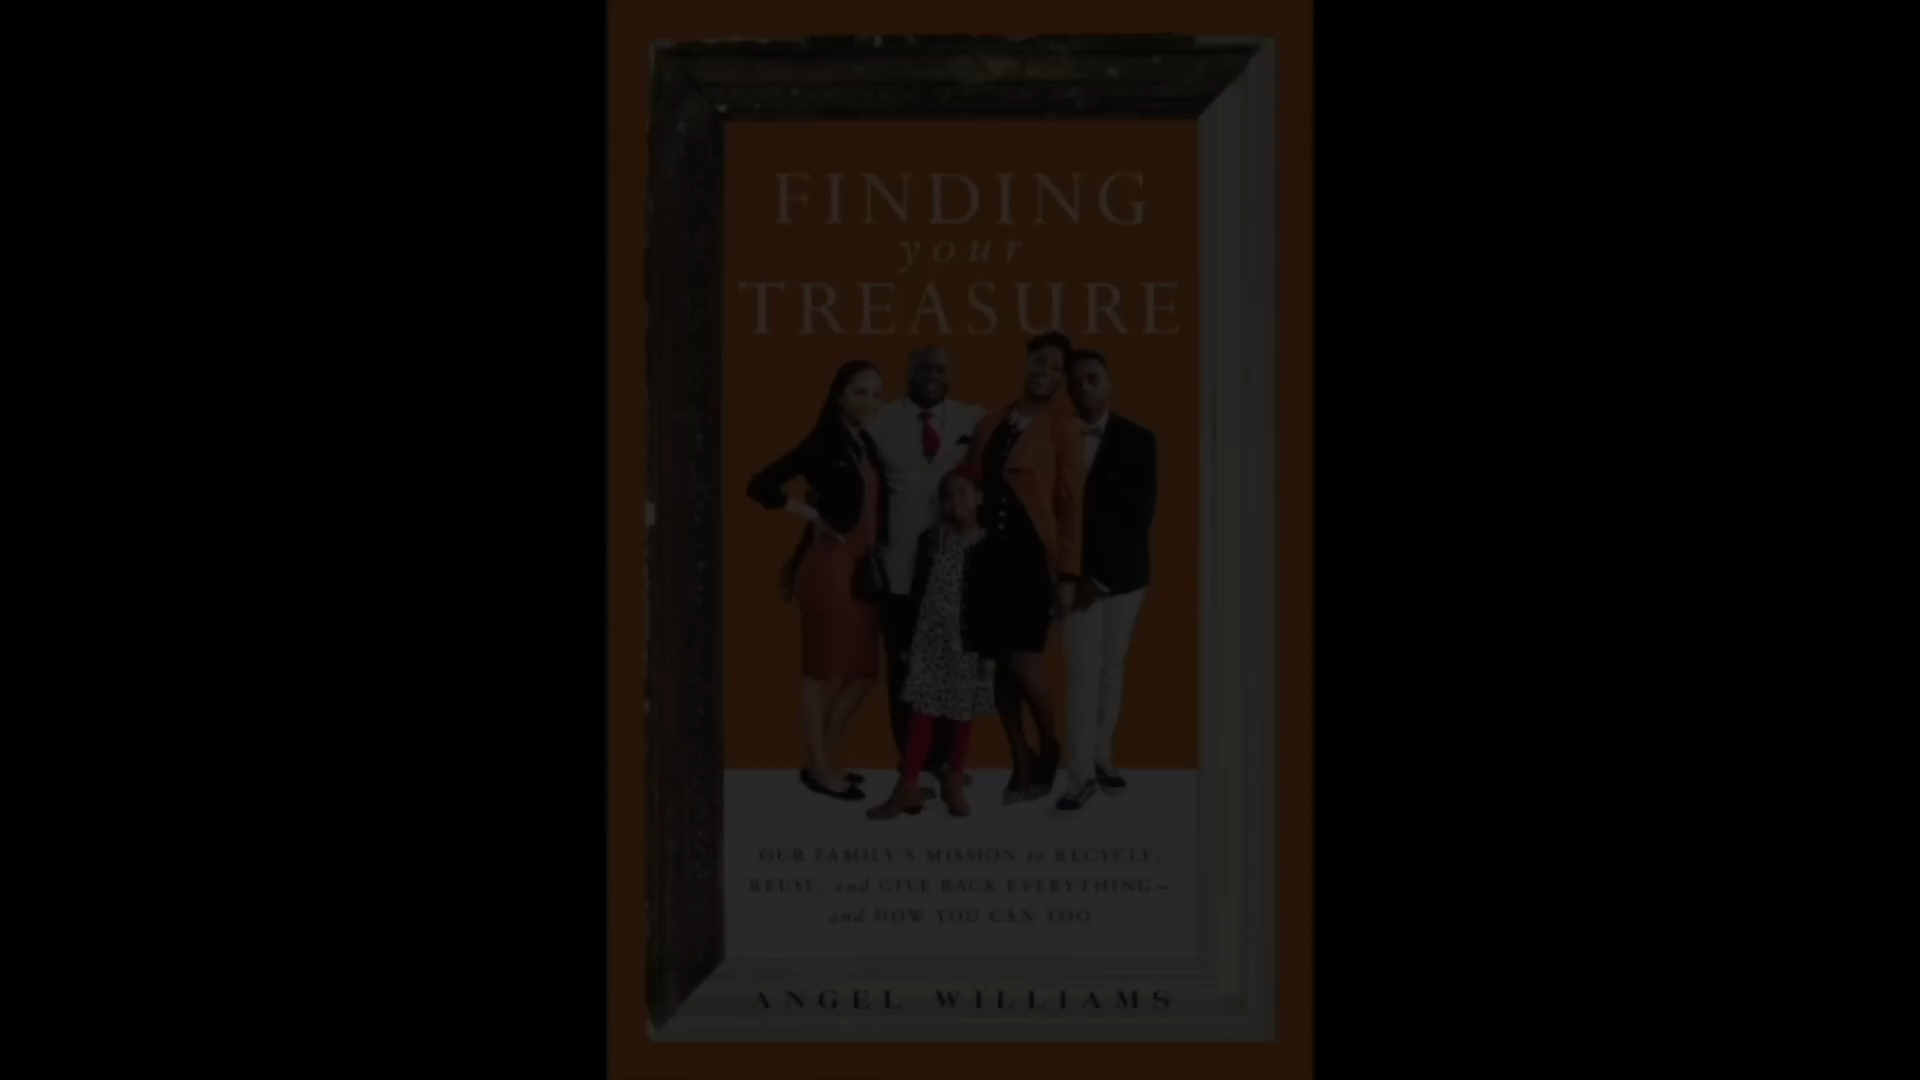 FINDING
your
TREASURE
OUR FAMILY'S MISSION to RECYCLE,
REUSE, and GIVE BACK EVERYTHING—
and HOW YOU CAN TOO
ANGEL WILLIAMS